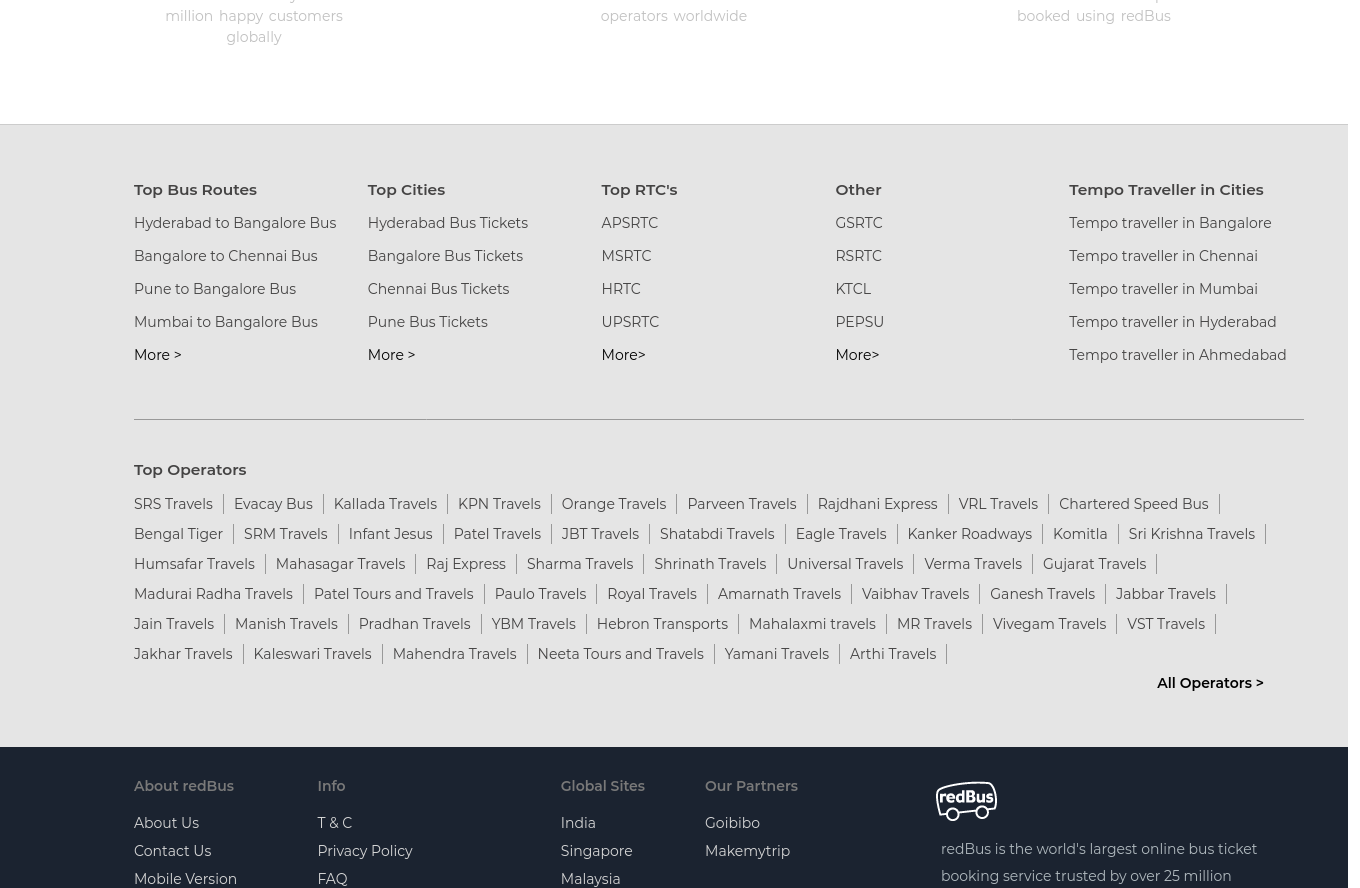 million happy customers
globally
operators worldwide
booked using redBus
Top Bus Routes
Hyderabad to Bangalore Bus
Bangalore to Chennai Bus
Pune to Bangalore Bus
Mumbai to Bangalore Bus
More >
Top Cities
Hyderabad Bus Tickets
Bangalore Bus Tickets
Chennai Bus Tickets
Pune Bus Tickets
More >
Top RTC's
APSRTC
MSRTC
HRTC
UPSRTC
More>
Other
GSRTC
RSRTC
KTCL
PEPSU
More>
Tempo Traveller in Cities
Tempo traveller in Bangalore
Tempo traveller in Chennai
Tempo traveller in Mumbai
Tempo traveller in Hyderabad
Tempo traveller in Ahmedabad
Top Operators
SRS Travels | Evacay Bus | Kallada Travels | KPN Travels | Orange Travels | Parveen Travels | Rajdhani Express | VRL Travels | Chartered Speed Bus |
Bengal Tiger | SRM Travels | Infant Jesus | Patel Travels | JBT Travels | Shatabdi Travels | Eagle Travels | Kanker Roadways | Komitla | Sri Krishna Travels |
Humsafar Travels | Mahasagar Travels | Raj Express | Sharma Travels | Shrinath Travels | Universal Travels | Verma Travels | Gujarat Travels |
Madurai Radha Travels | Patel Tours and Travels | Paulo Travels | Royal Travels | Amarnath Travels | Vaibhav Travels | Ganesh Travels | Jabbar Travels |
Jain Travels | Manish Travels | Pradhan Travels | YBM Travels | Hebron Transports | Mahalaxmi travels | MR Travels | Vivegam Travels | VST Travels |
Jakhar Travels | Kaleswari Travels | Mahendra Travels | Neeta Tours and Travels | Yamani Travels | Arthi Travels |
All Operators >
About redBus
About Us
Contact Us
Mobile Version
Info
T & C
Privacy Policy
FAQ
Global Sites
India
Singapore
Malaysia
Our Partners
Goibibo
Makemytrip
redBus
redBus is the world's largest online bus ticket
booking service trusted by over 25 million